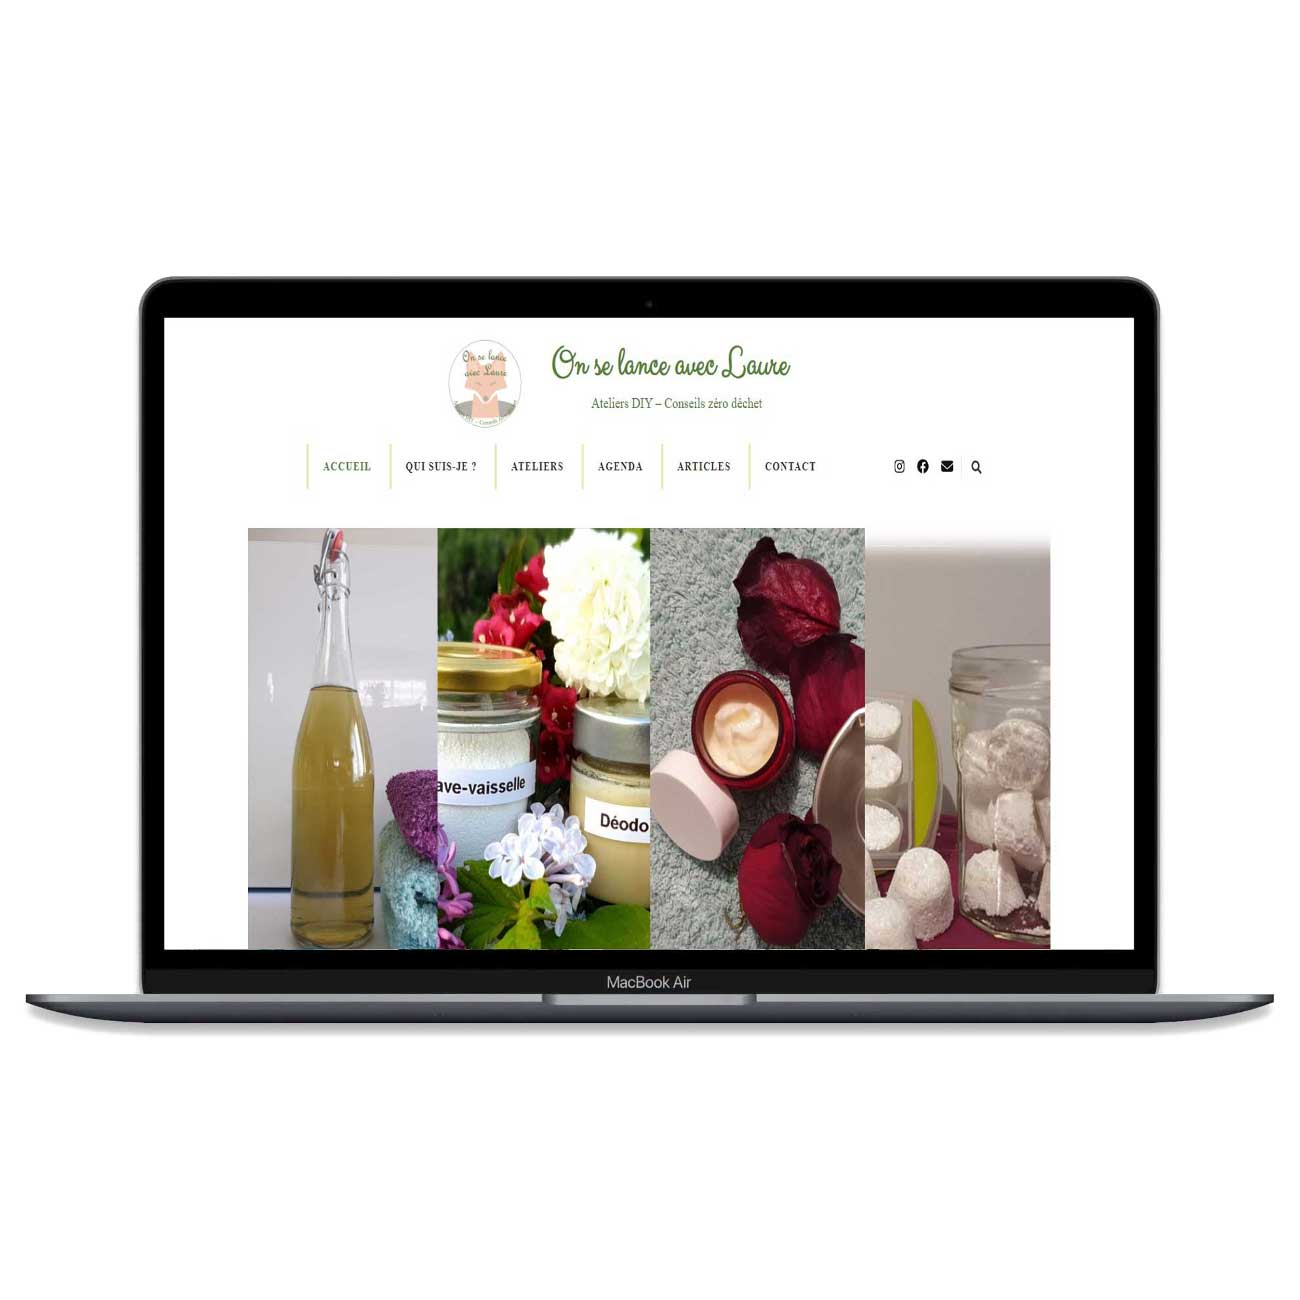 On se lance
avec Laure
On se lance avec Laure
Ateliers DIY – Conseils zéro déchet
ACCUEIL
QUI SUIS-JE ?
ATELIERS
AGENDA
ARTICLES
CONTACT
ave-vaisselle
Déodo
MacBook Air